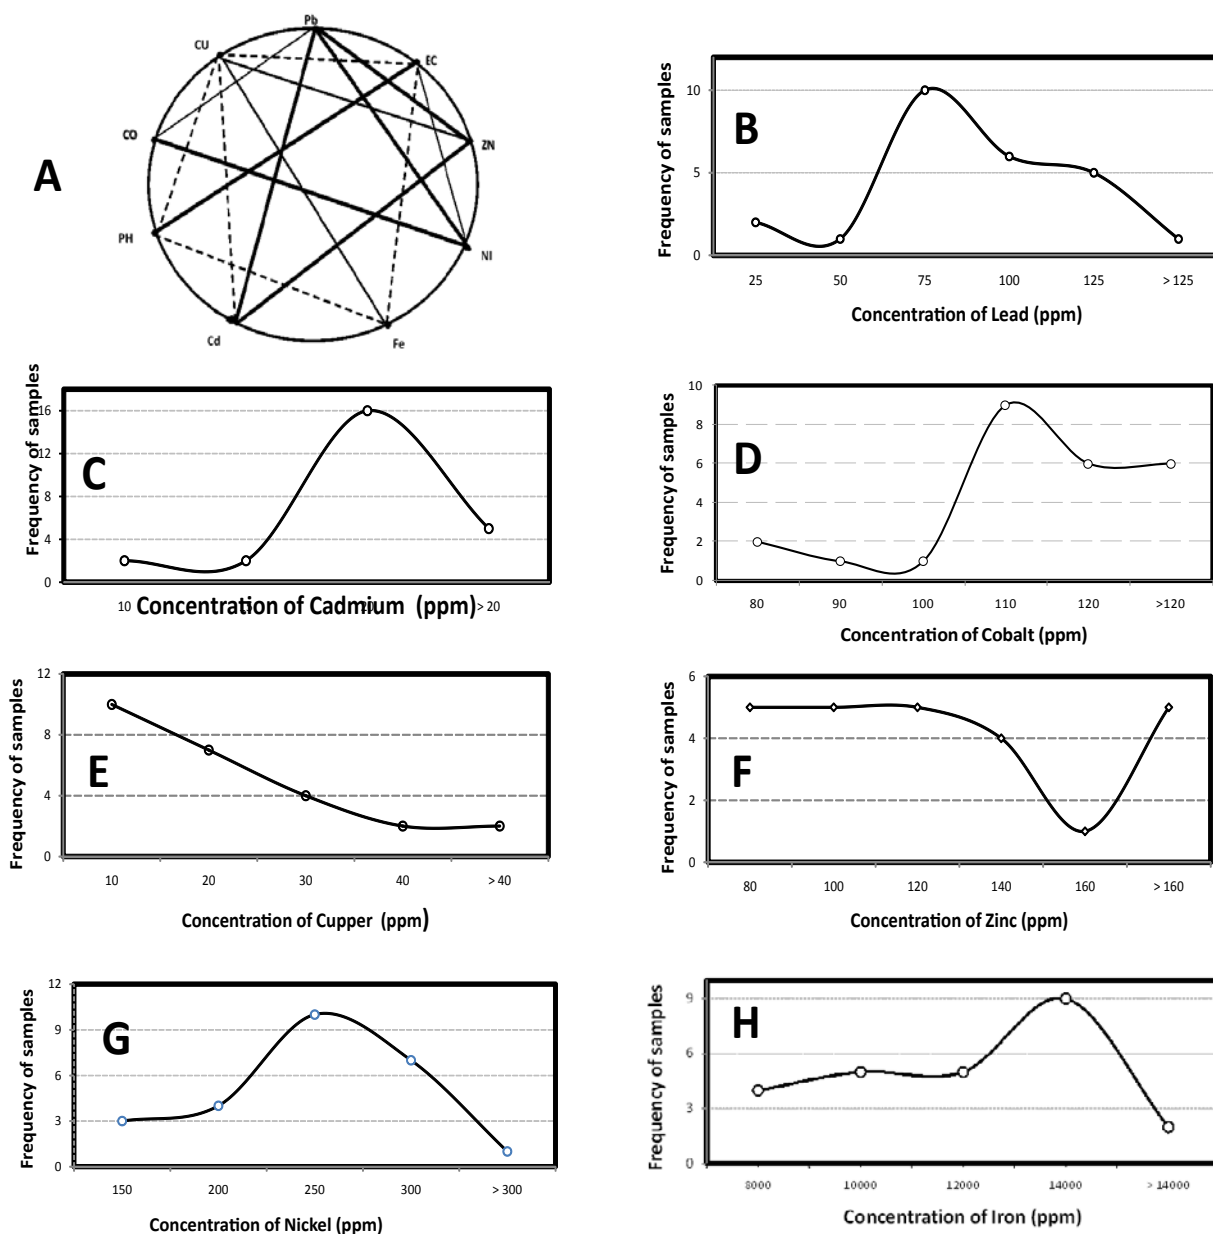 A
Pb
CU
EC
CO
ZN
PH
NI
Cd
Fe
B
Frequency of samples
10
5
0
25 50 75 100 125 > 125
Concentration of Lead (ppm)
C
Frequency of samples
16
12
8
4
0
10 15 20 > 20
Concentration of Cadmium (ppm)
D
Frequency of samples
10
8
6
4
2
0
80 90 100 110 120 >120
Concentration of Cobalt (ppm)
E
Frequency of samples
12
8
4
0
10 20 30 40 > 40
Concentration of Cupper (ppm)
F
Frequency of samples
6
4
2
0
80 100 120 140 160 > 160
Concentration of Zinc (ppm)
G
Frequency of samples
12
9
6
3
0
150 200 250 300 > 300
Concentration of Nickel (ppm)
H
Frequency of samples
9
6
3
0
8000 10000 12000 14000 > 14000
Concentration of Iron (ppm)